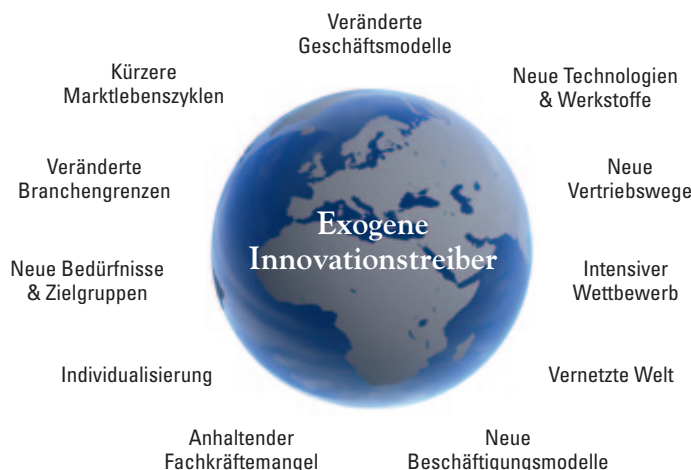 Veränderte
Geschäftsmodelle
Kürzere
Marktlebenszyklen
Neue Technologien
& Werkstoffe
Veränderte
Branchengrenzen
Neue
Vertriebswege
Exogene
Innovationstreiber
Neue Bedürfnisse
& Zielgruppen
Intensiver
Wettbewerb
Individualisierung
Vernetzte Welt
Anhaltender
Fachkräftemangel
Neue
Beschäftigungsmodelle